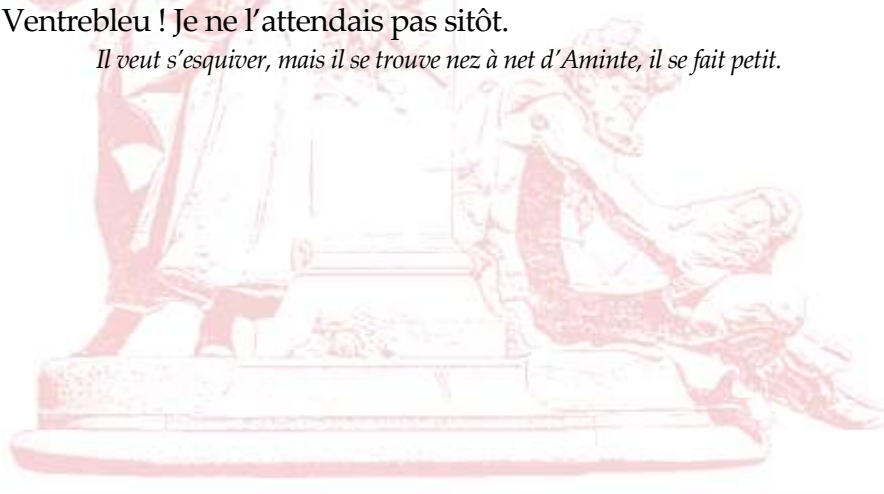 Ventrebleu ! Je ne l’attendais pas sitôt.
Il veut s’esquiver, mais il se trouve nez à net d’Aminte, il se fait petit.